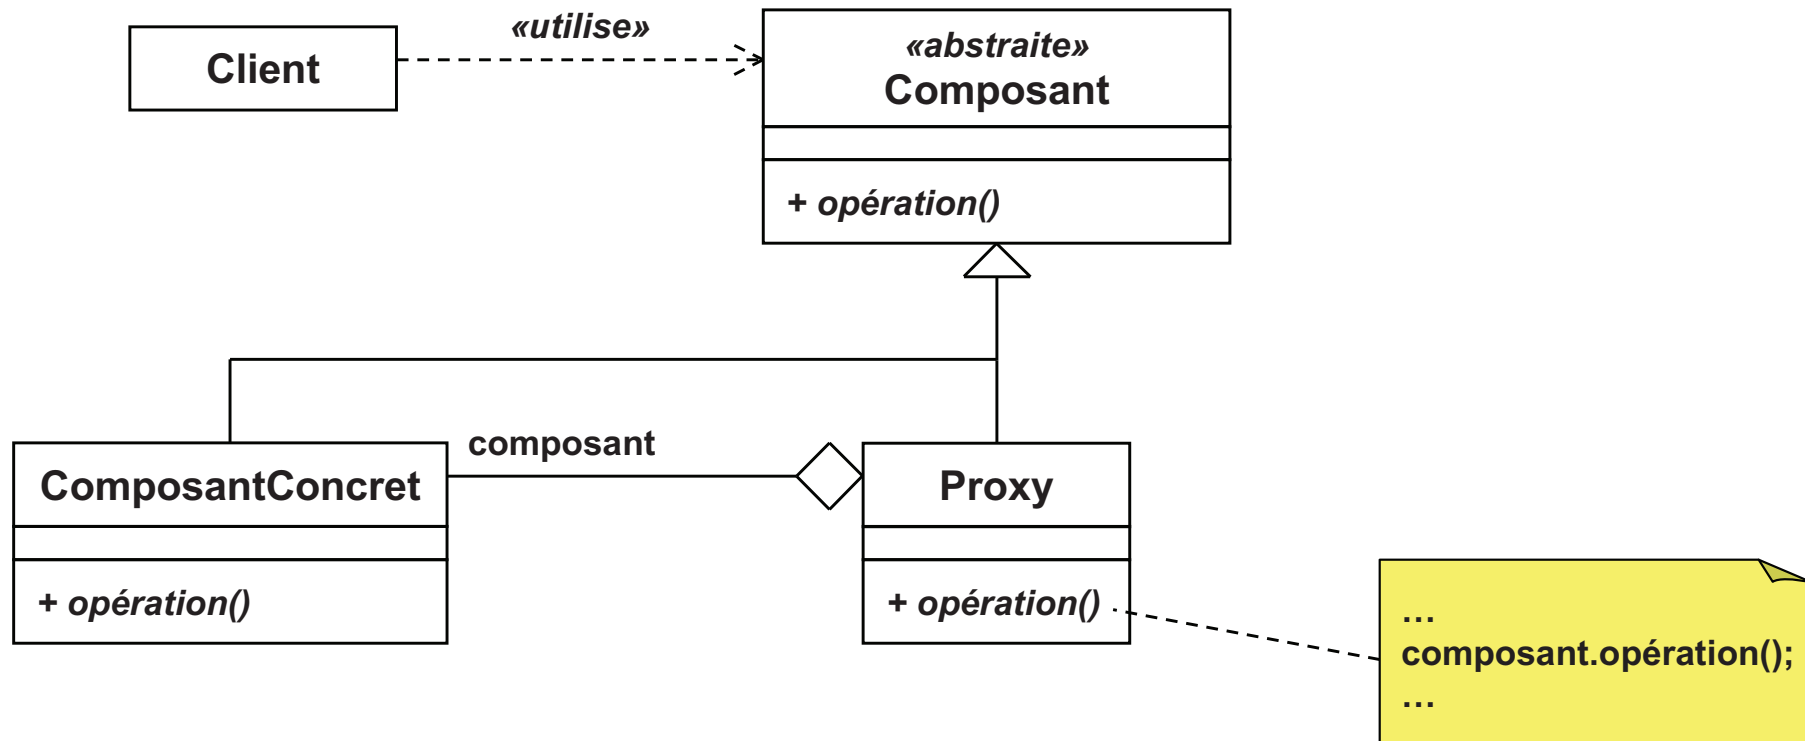 «utilise»
Client
«abstraite»
Composant
+ opération()
composant
ComposantConcret
+ opération()
Proxy
+ opération()
...
composant.opération();
...